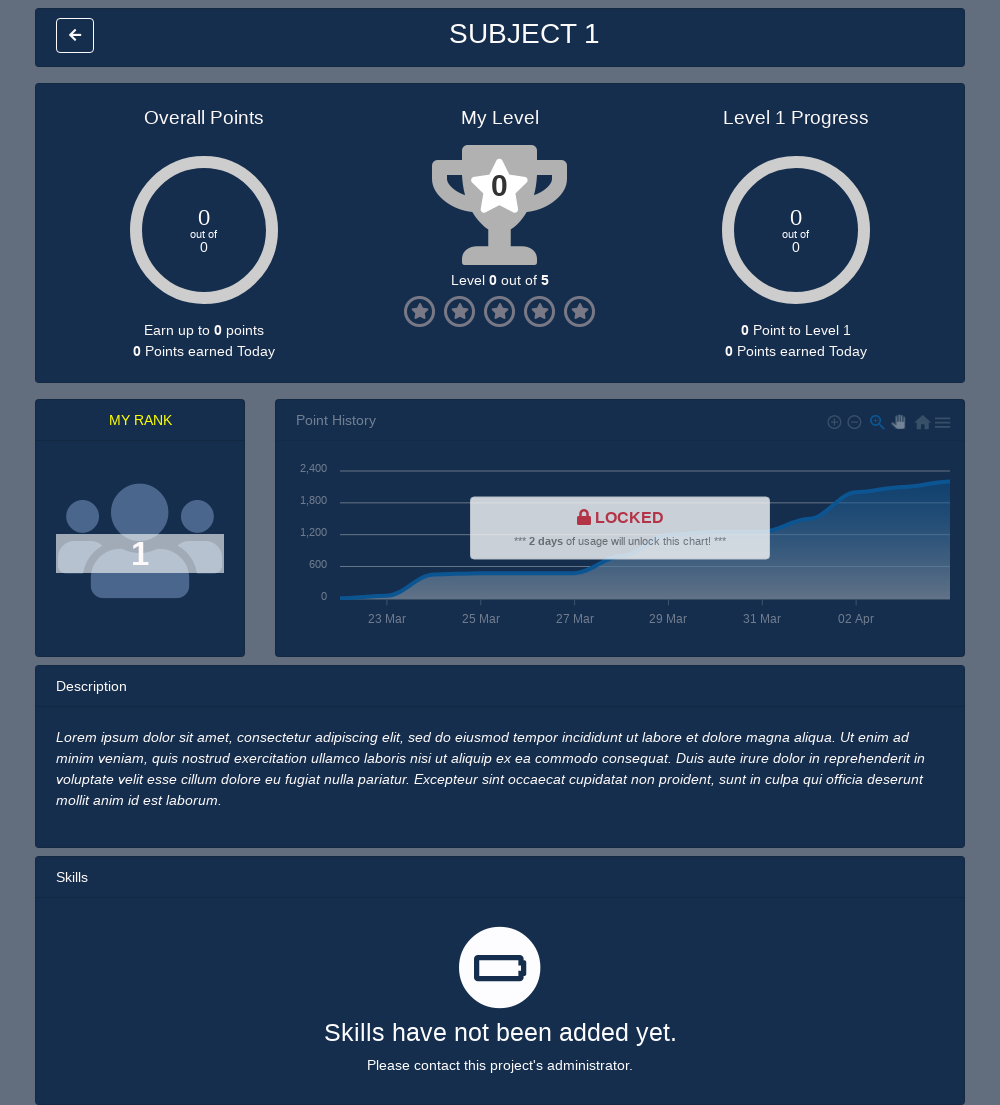 SUBJECT 1
Overall Points
My Level
Level 1 Progress
0
out of
0
0
Level 0 out of 5
0
out of
0
Earn up to 0 points
0 Points earned Today
0 Point to Level 1
0 Points earned Today
MY RANK
1
Point History
2,400
1,800
1,200
600
0
LOCKED
*** 2 days of usage will unlock this chart! ***
23 Mar
25 Mar
27 Mar
29 Mar
31 Mar
02 Apr
Description
Lorem ipsum dolor sit amet, consectetur adipiscing elit, sed do eiusmod tempor incididunt ut labore et dolore magna aliqua. Ut enim ad
minim veniam, quis nostrud exercitation ullamco laboris nisi ut aliquip ex ea commodo consequat. Duis aute irure dolor in reprehenderit in
voluptate velit esse cillum dolore eu fugiat nulla pariatur. Excepteur sint occaecat cupidatat non proident, sunt in culpa qui officia deserunt
mollit anim id est laborum.
Skills
Skills have not been added yet.
Please contact this project's administrator.